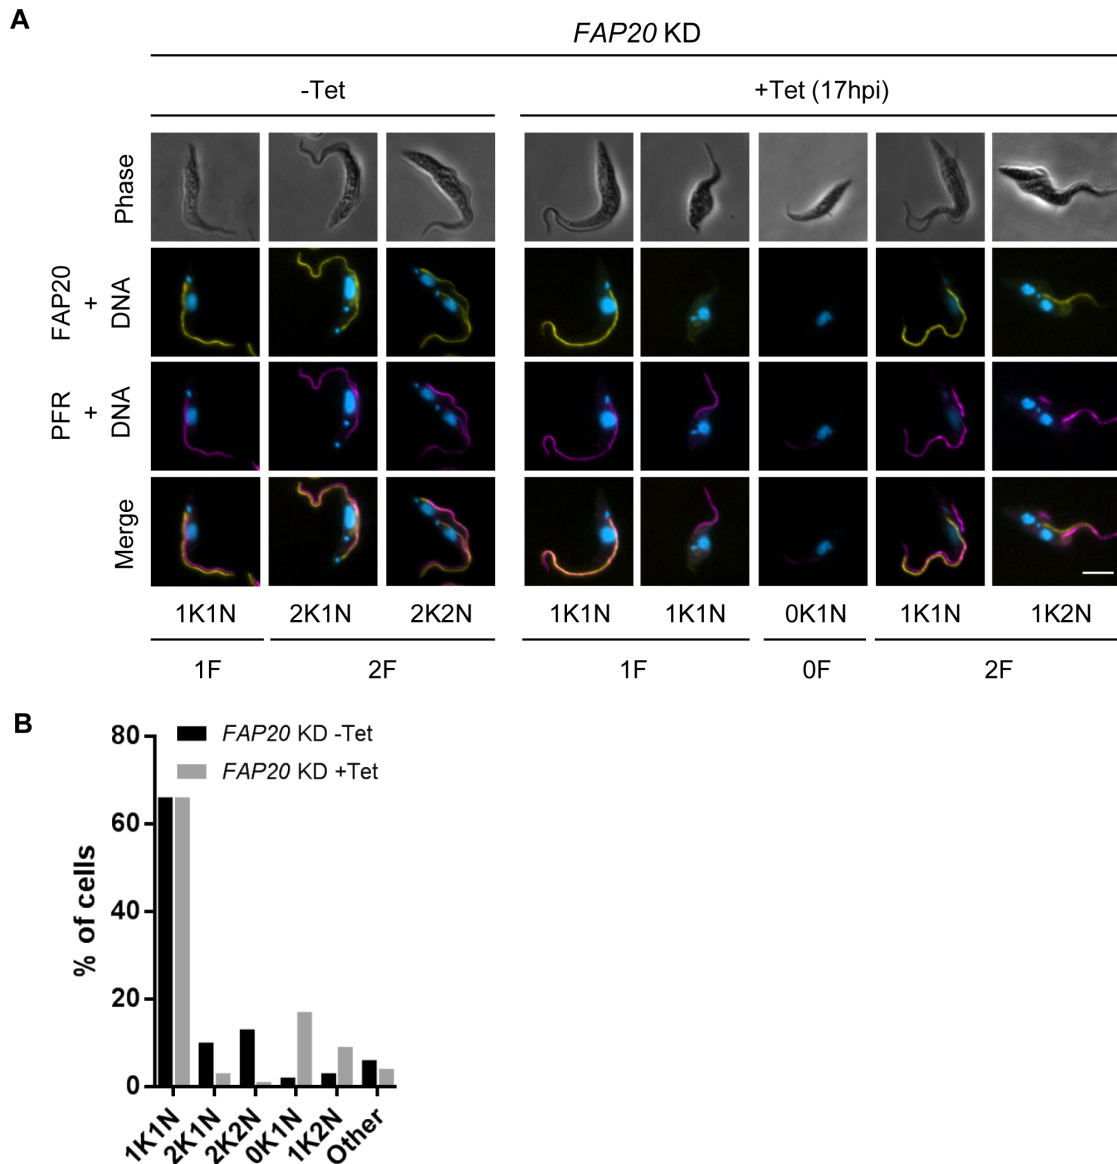 A
FAP20 KD
-Tet
+Tet (17hpi)
Phase
FAP20
+
DNA
PFR
+
DNA
Merge
1K1N
2K1N
2K2N
1K1N
1K1N
0K1N
1K1N
1K2N
1F
2F
1F
0F
2F
B
FAP20 KD -Tet
FAP20 KD +Tet
% of cells
80
60
40
20
0
1K1N
2K1N
2K2N
0K1N
1K2N
Other